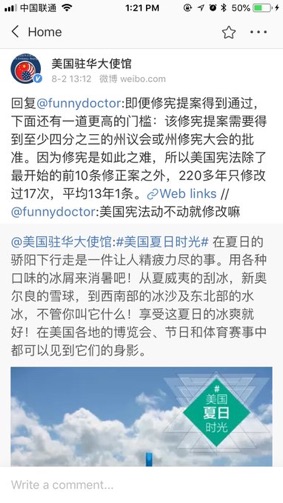 中国联通 1:21 PM 50%
Home
美国驻华大使馆
8-2 13:12 微博 weibo.com
回复@funnydoctor:即便修宪提案得到通过，
下面还有一道更高的门槛：该修宪提案需要得
到至少四分之三的州议会或州修宪大会的批
准。因为修宪是如此之难，所以美国宪法除了
最开始的前10条修正案之外，220多年只修改
过17次，平均13年1条。Web links //
@funnydoctor:美国宪法动不动就修改嘛
@美国驻华大使馆:#美国夏日时光# 在夏日的
骄阳下行走是一件让人精疲力尽的事。用各种
口味的冰屑来消暑吧！从夏威夷的刮冰，新奥
尔良的雪球，到西南部的冰沙及东北部的水
冰，不管你叫它什么！享受这夏日的冰爽就
好！在美国各地的博览会、节日和体育赛事中
都可以见到它们的身影。
#
美国
夏日
时光
Write a comment...